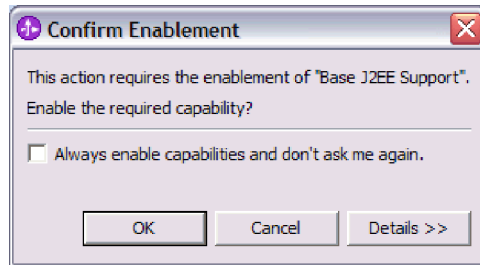 Confirm Enablement
This action requires the enablement of "Base J2EE Support".
Enable the required capability?
Always enable capabilities and don't ask me again.
OK Cancel Details >>